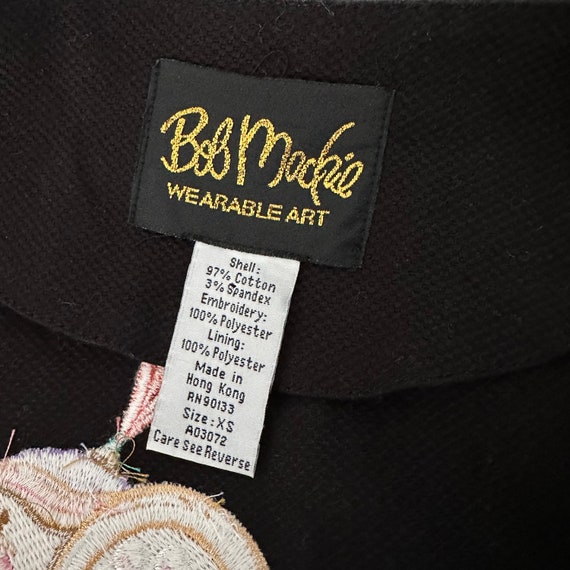 Bob Mackie
WEARABLE ART
Shell:
97% Cotton
3% Spandex
Embroidery:
100% Polyester
Lining:
100% Polyester
Made in
Hong Kong
RN90133
Size: XS
A03072
Care See Reverse